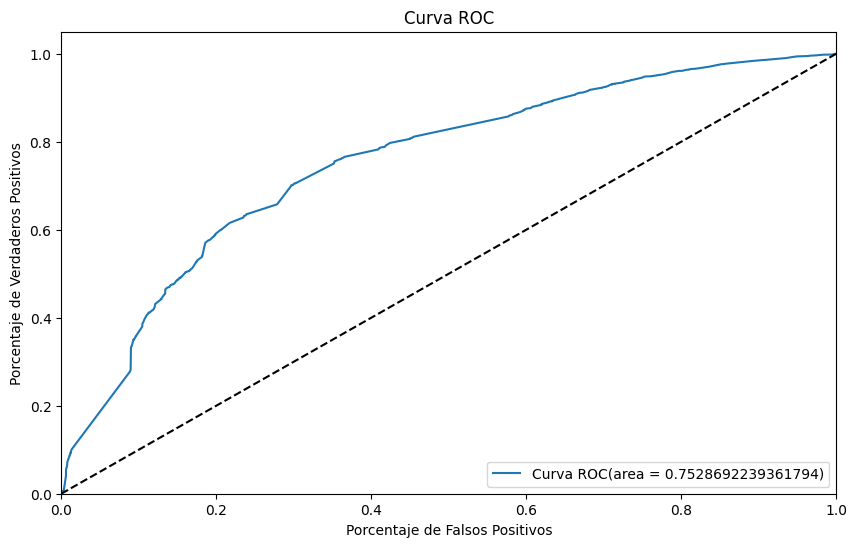 Curva ROC
Porcentaje de Verdaderos Positivos
1.0
0.8
0.6
0.4
0.2
0.0
Curva ROC(area = 0.7528692239361794)
0.0 0.2 0.4 0.6 0.8 1.0
Porcentaje de Falsos Positivos